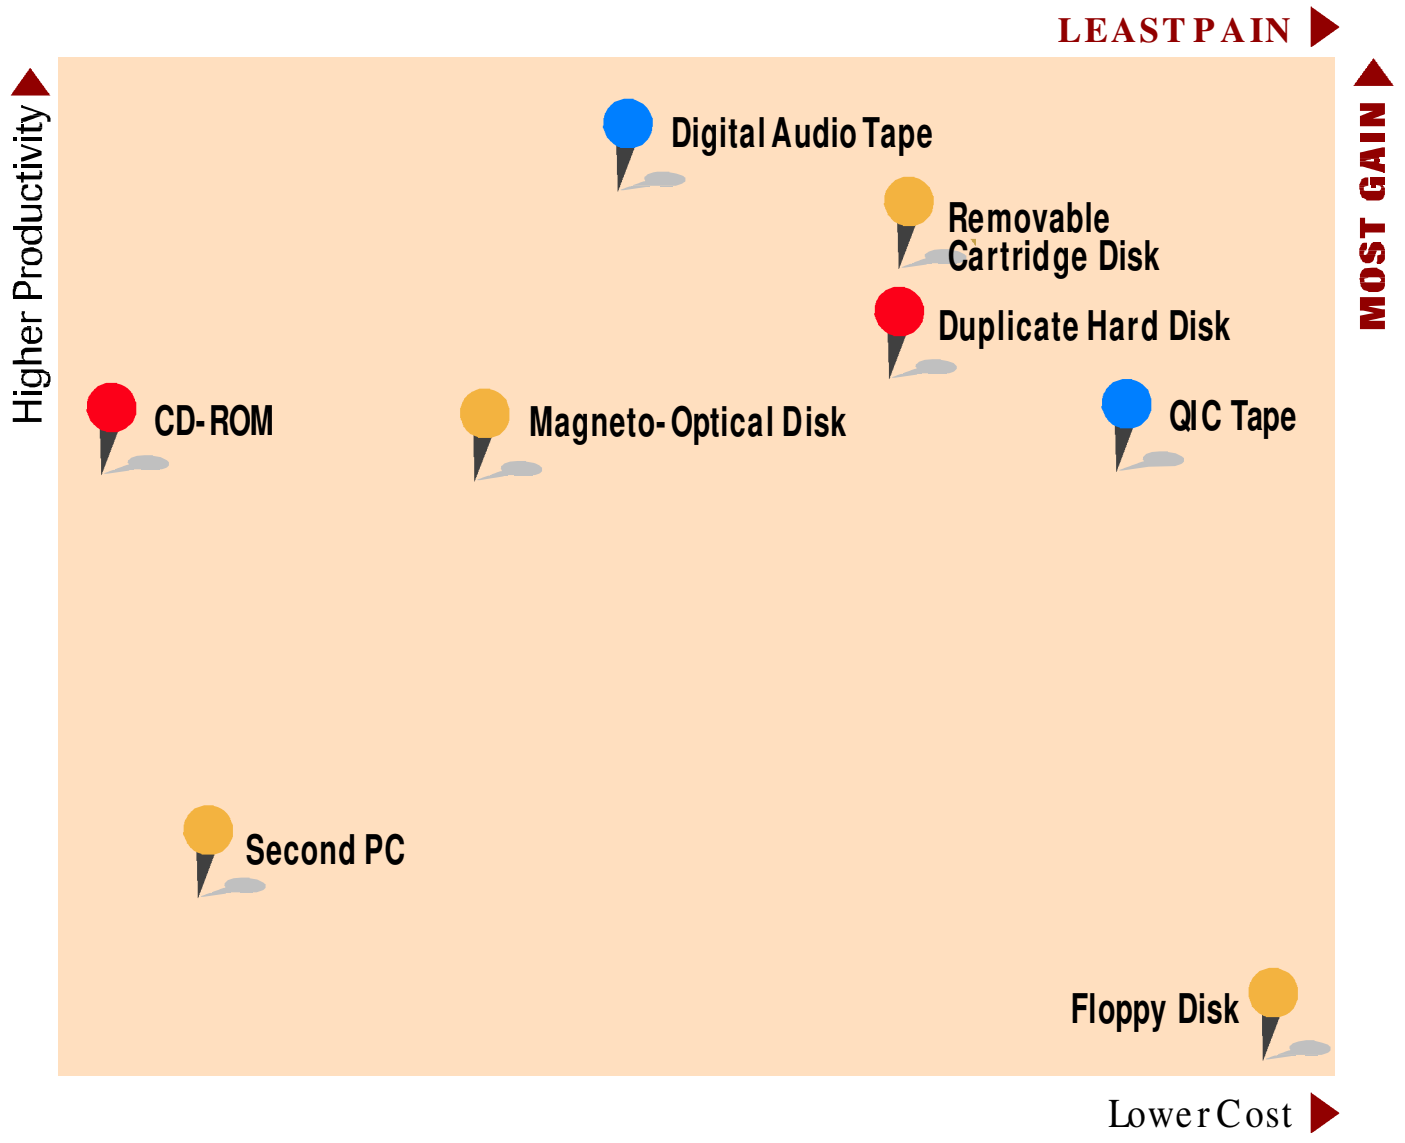 LEAST PAIN
Higher Productivity
MOST GAIN
Digital Audio Tape
Removable
Cartridge Disk
Duplicate Hard Disk
CD-ROM
Magneto-Optical Disk
QIC Tape
Second PC
Floppy Disk
Lower Cost